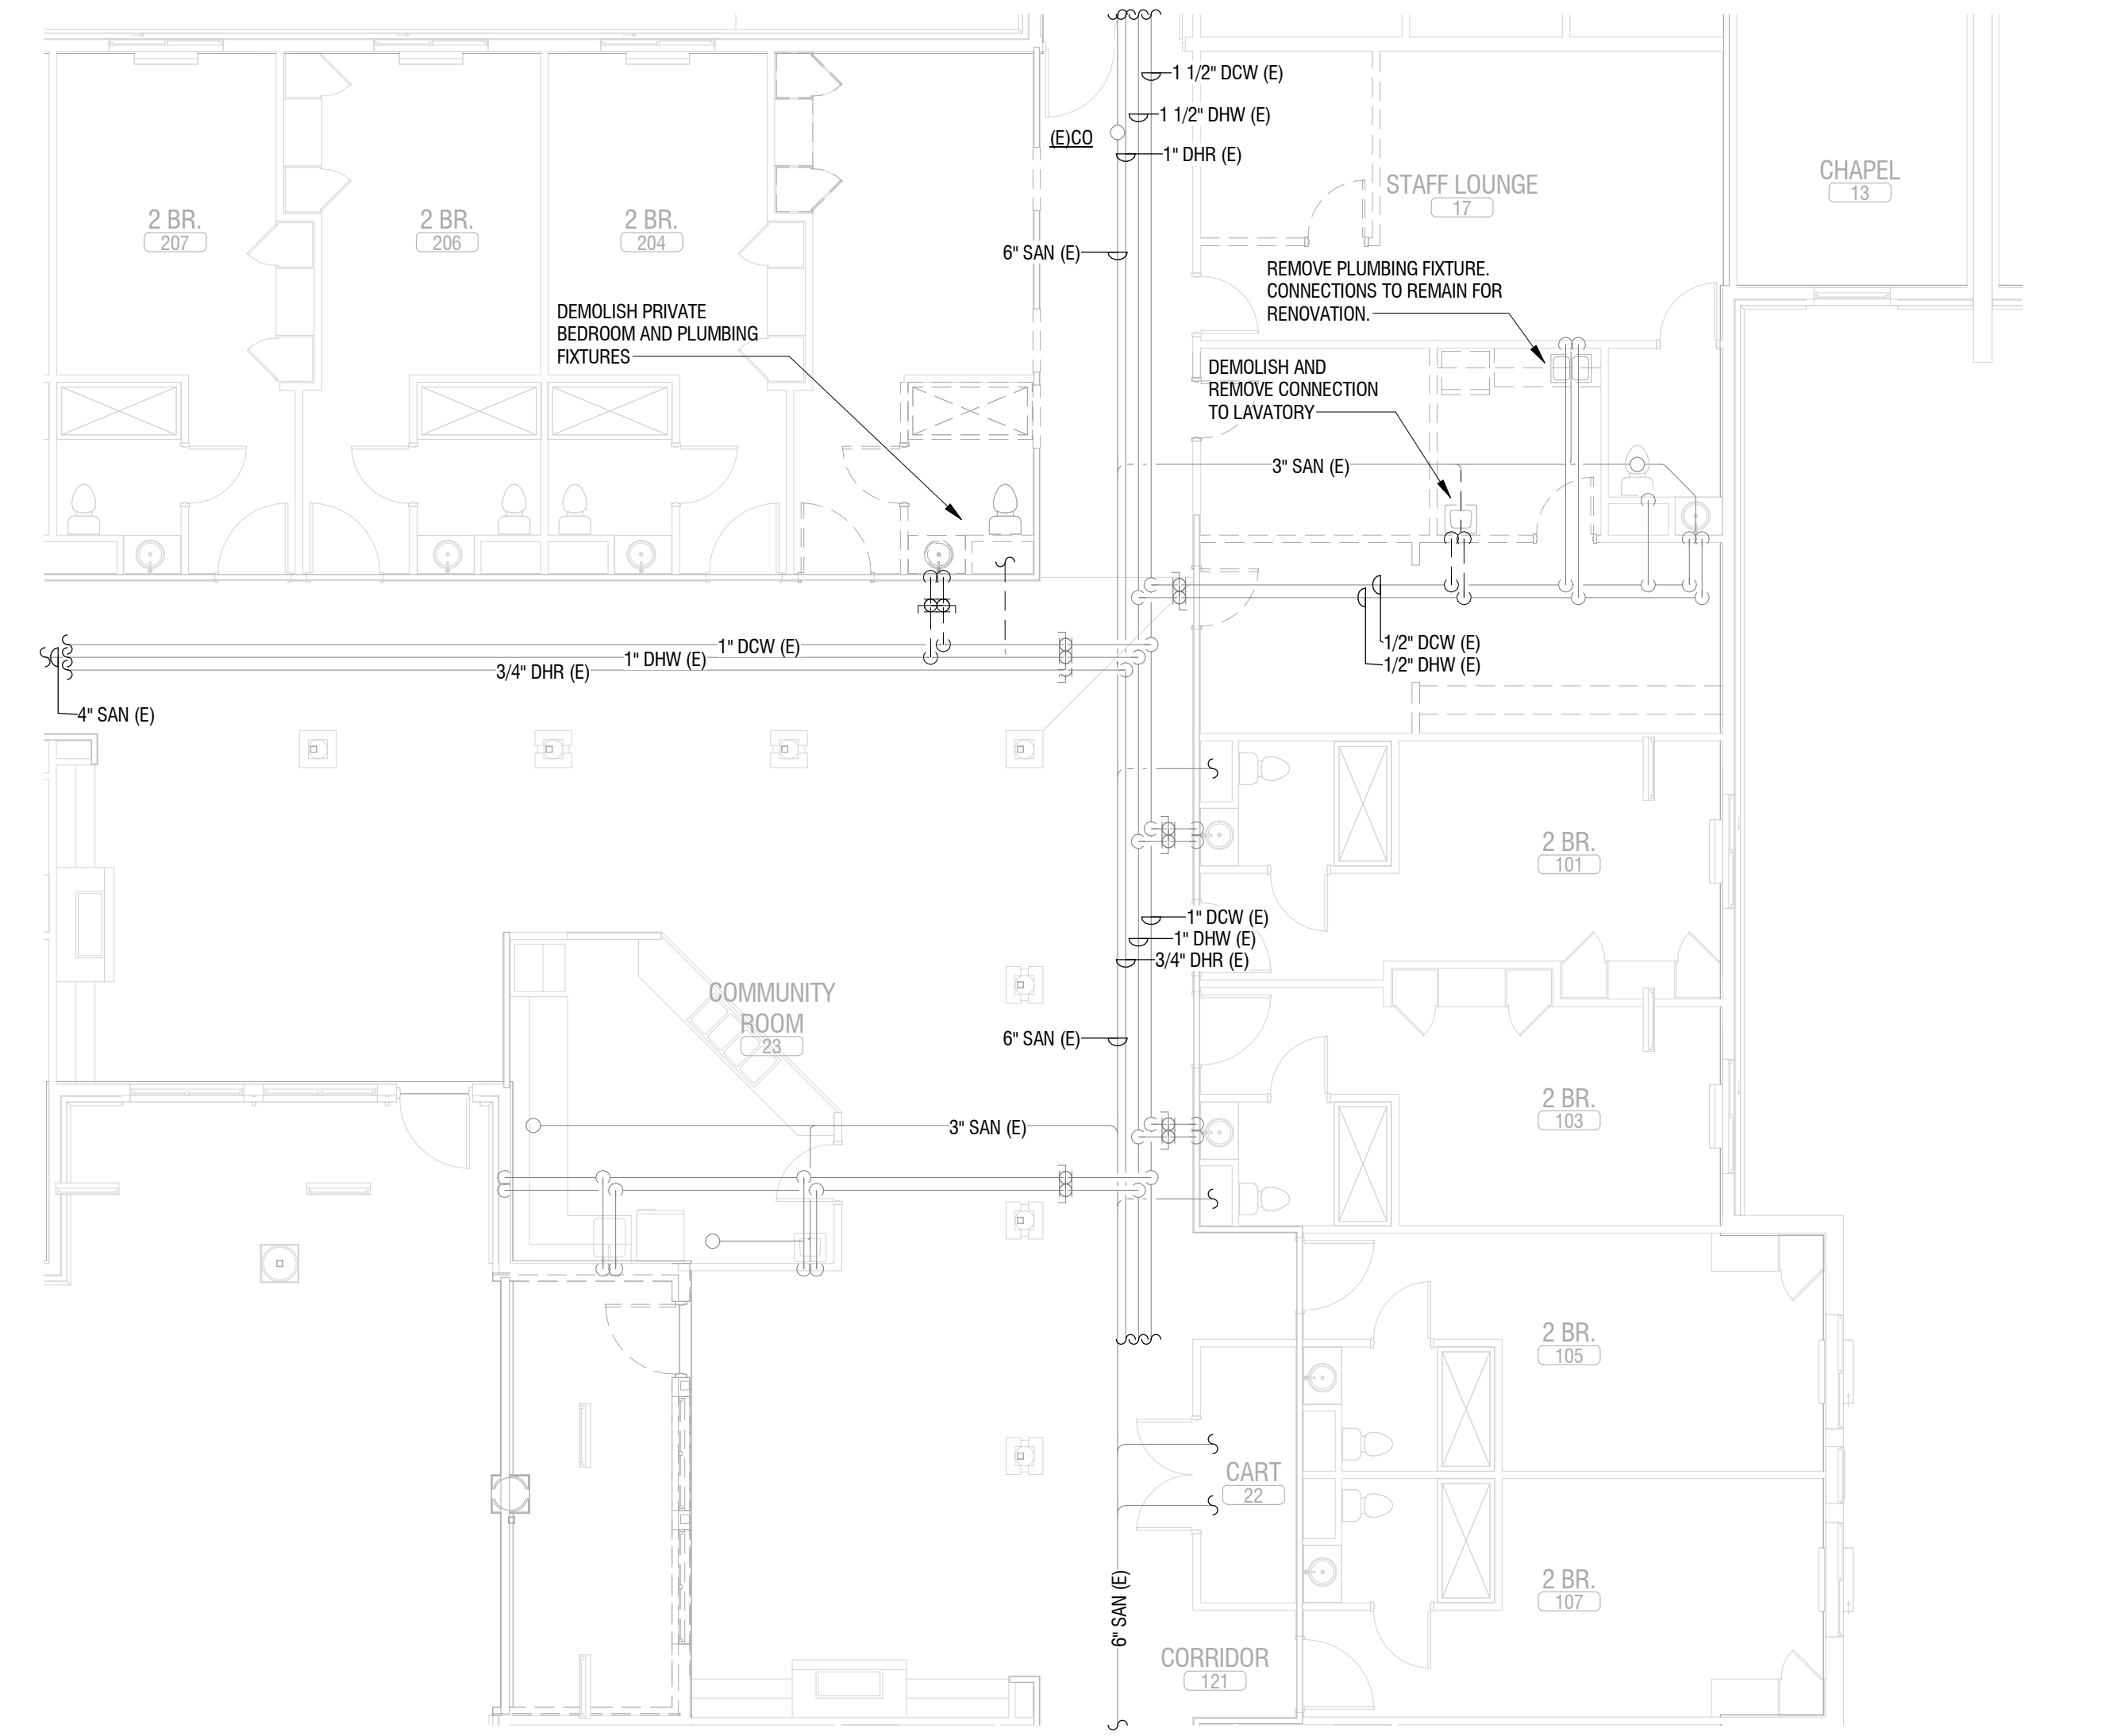 1 1/2" DCW (E)
1 1/2" DHW (E)
(E)CO
1" DHR (E)
STAFF LOUNGE
17
CHAPEL
13
2 BR.
207
2 BR.
206
2 BR.
204
6" SAN (E)
REMOVE PLUMBING FIXTURE.
CONNECTIONS TO REMAIN FOR
RENOVATION.
DEMOLISH PRIVATE
BEDROOM AND PLUMBING
FIXTURES
DEMOLISH AND
REMOVE CONNECTION
TO LAVATORY
3" SAN (E)
1" DCW (E)
1" DHW (E)
3/4" DHR (E)
1/2" DCW (E)
1/2" DHW (E)
4" SAN (E)
2 BR.
101
1" DCW (E)
1" DHW (E)
3/4" DHR (E)
COMMUNITY
ROOM
23
6" SAN (E)
2 BR.
103
3" SAN (E)
2 BR.
105
CART
22
2 BR.
107
6" SAN (E)
CORRIDOR
121